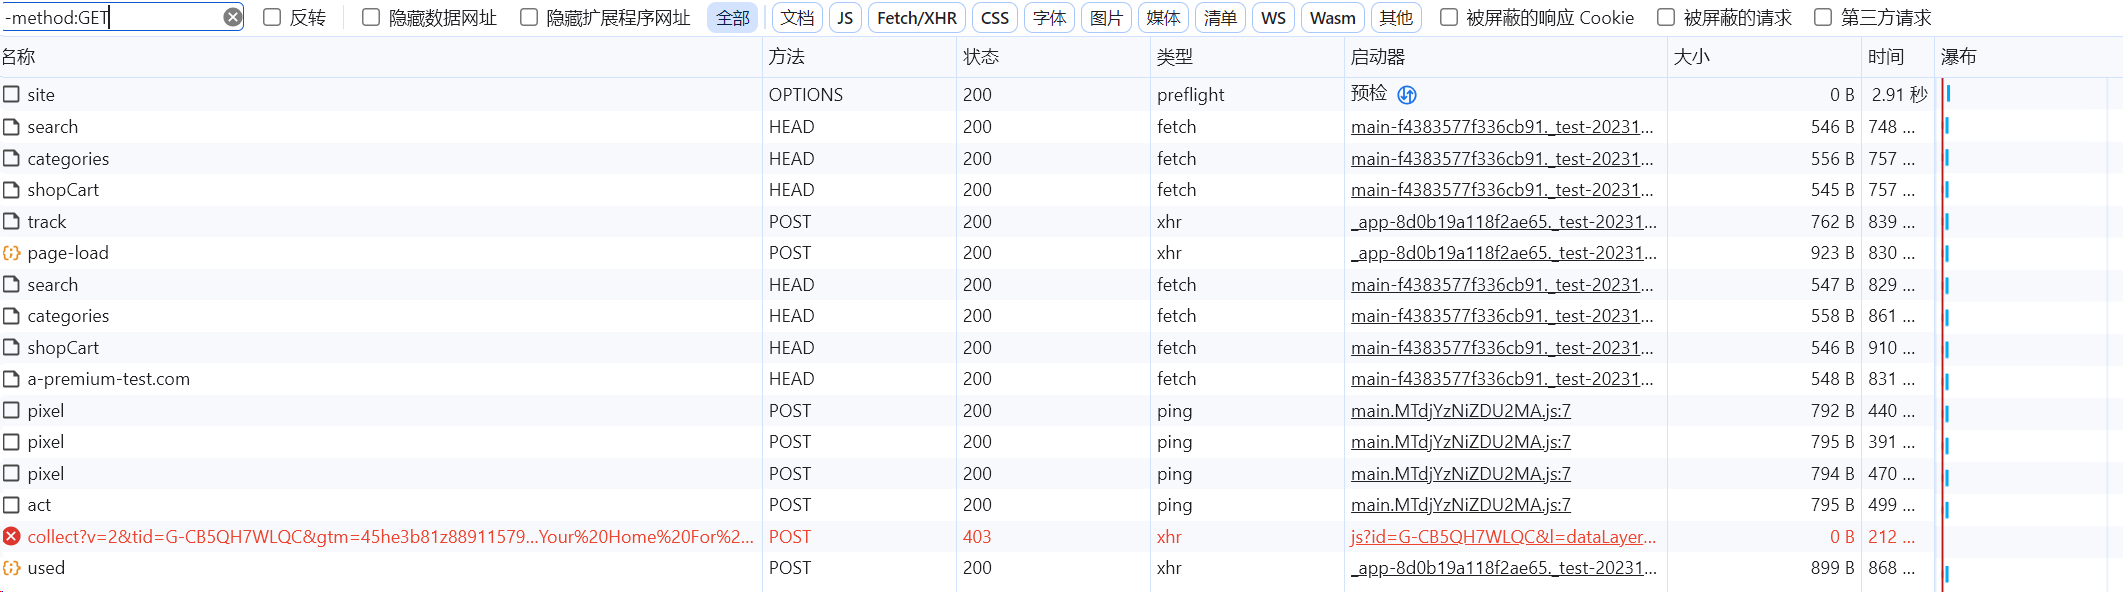 -method:GET 反转 隐藏数据网址 隐藏扩展程序网址 全部 文档 JS Fetch/XHR CSS 字体 图片 媒体 清单 WS Wasm 其他 被屏蔽的响应 Cookie 被屏蔽的请求 第三方请求
名称 方法 状态 类型 启动器 大小 时间 瀑布
site OPTIONS 200 preflight 预检 0 B 2.91 秒
search HEAD 200 fetch main-f4383577f336cb91._test-20231... 546 B 748 ...
categories HEAD 200 fetch main-f4383577f336cb91._test-20231... 556 B 757 ...
shopCart HEAD 200 fetch main-f4383577f336cb91._test-20231... 545 B 757 ...
track POST 200 xhr _app-8d0b19a118f2ae65._test-20231... 762 B 839 ...
page-load POST 200 xhr _app-8d0b19a118f2ae65._test-20231... 923 B 830 ...
search HEAD 200 fetch main-f4383577f336cb91._test-20231... 547 B 829 ...
categories HEAD 200 fetch main-f4383577f336cb91._test-20231... 558 B 861 ...
shopCart HEAD 200 fetch main-f4383577f336cb91._test-20231... 546 B 910 ...
a-premium-test.com HEAD 200 fetch main-f4383577f336cb91._test-20231... 548 B 831 ...
pixel POST 200 ping main.MTdjYzNiZDU2MA.js:7 792 B 440 ...
pixel POST 200 ping main.MTdjYzNiZDU2MA.js:7 795 B 391 ...
pixel POST 200 ping main.MTdjYzNiZDU2MA.js:7 794 B 470 ...
act POST 200 ping main.MTdjYzNiZDU2MA.js:7 795 B 499 ...
collect?v=2&tid=G-CB5QH7WLQC&gtm=45he3b81z88911579...Your%20Home%20For%2... POST 403 xhr js?id=G-CB5QH7WLQC&l=dataLayer... 0 B 212 ...
used POST 200 xhr _app-8d0b19a118f2ae65._test-20231... 899 B 868 ...